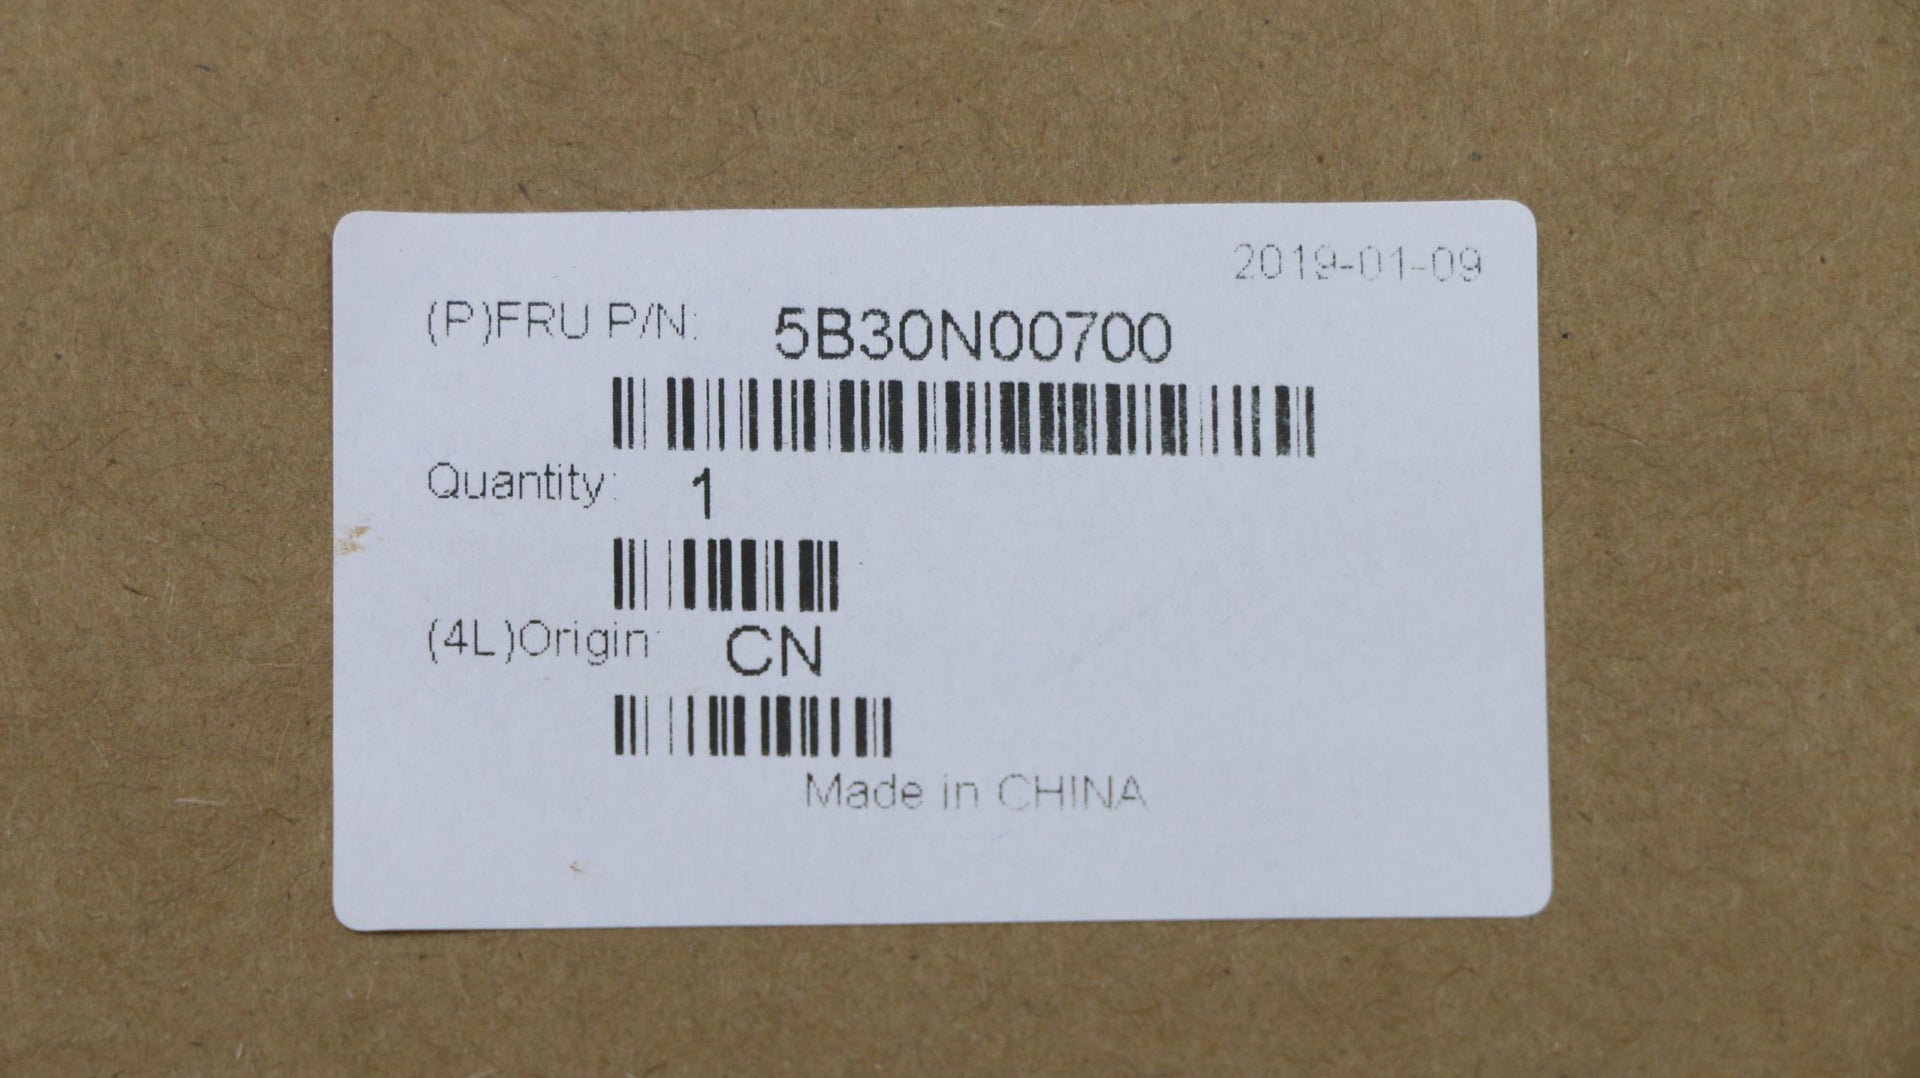 2019-01-09
(P)FRU P/N: 5B30N00700
Quantity: 1
(4L)Origin: CN
Made in CHINA